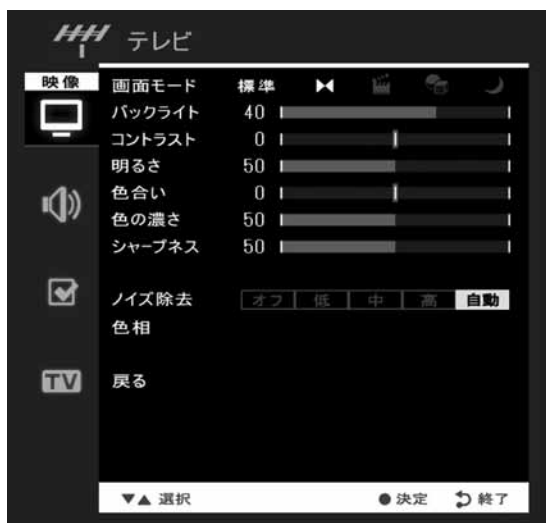 テレビ
映像
画面モード 標準
バックライト 40
コントラスト 0
明るさ 50
色合い 0
色の濃さ 50
シャープネス 50
ノイズ除去 オフ 低 中 高 自動
色相
TV 戻る
▼▲ 選択 ● 決定 終了